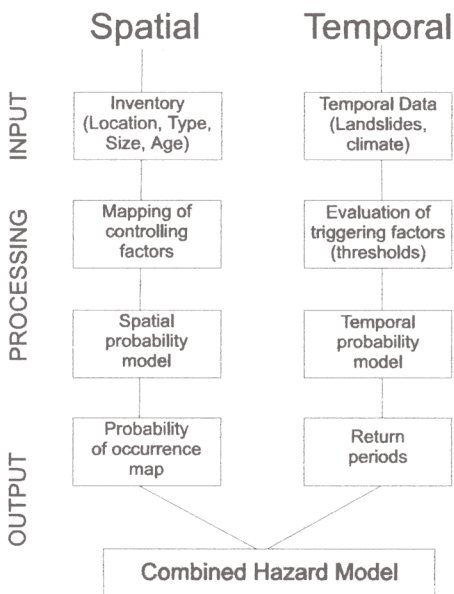 Spatial
Temporal
INPUT
Inventory
(Location, Type,
Size, Age)
Temporal Data
(Landslides,
climate)
PROCESSING
Mapping of
controlling
factors
Evaluation of
triggering factors
(thresholds)
Spatial
probability
model
Temporal
probability
model
OUTPUT
Probability
of occurrence
map
Return
periods
Combined Hazard Model